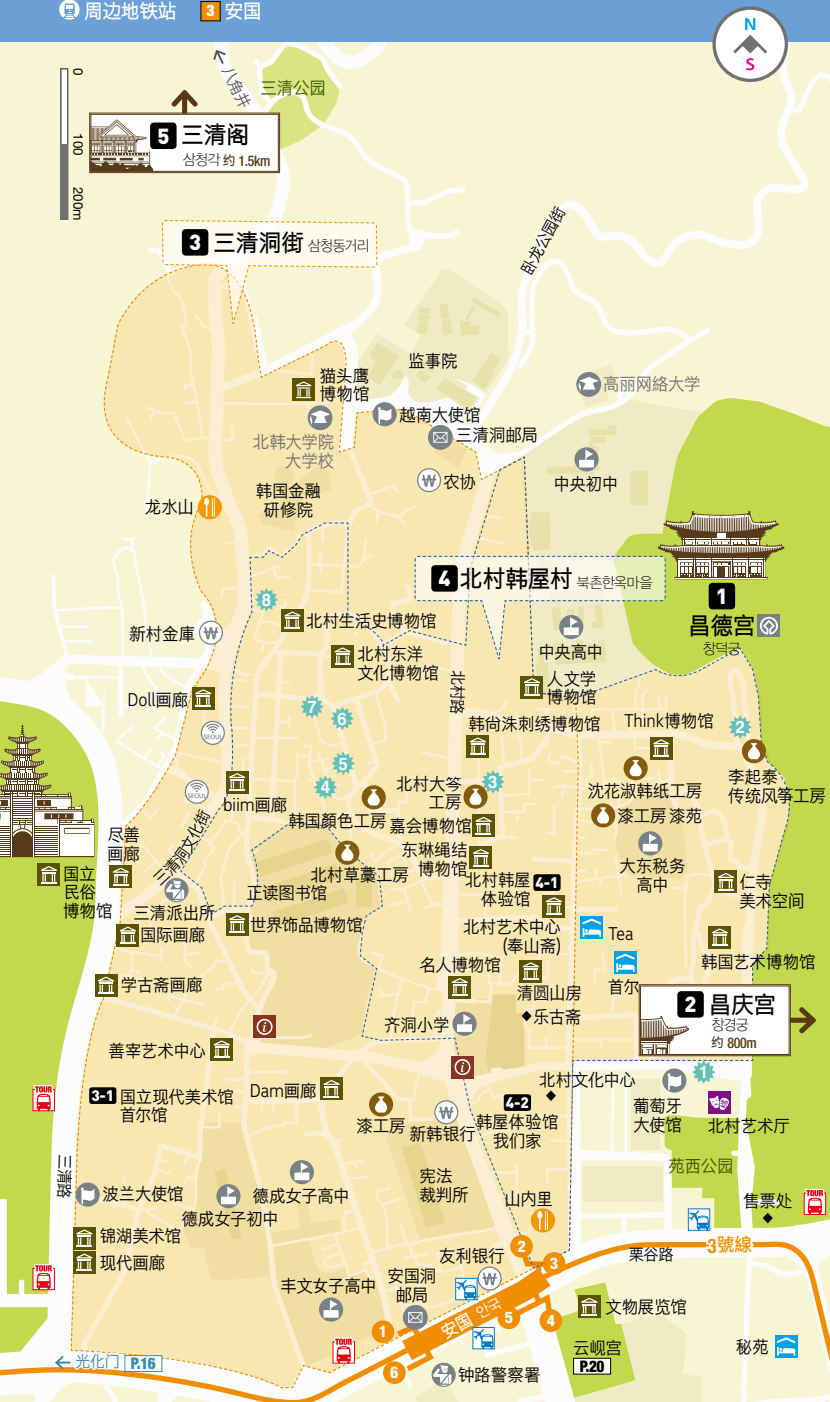 周边地铁站 3 安国
N
S
0
100
200m
八角井
三清公园
5 三清阁
삼청각 约 1.5km
3 三清洞街 삼청동거리
卧龙公园街
监事院
猫头鹰
博物馆
越南大使馆
三清洞邮局
高丽网络大学
北韩大学院
大学校
农协
中央初中
韩国金融
研修院
龙水山
4 北村韩屋村 북촌한옥마을
1
昌德宫
창덕궁
8
北村生活史博物馆
新村金庫
北村东洋
文化博物馆
中央高中
北村路
人文学
博物馆
Doll画廊
7
6
韩尙洙刺绣博物馆
Think博物馆
2
SEOUL
李起泰
传统风筝工房
5
4
3
北村大岑
工房
沈花淑韩纸工房
SEOUL
biim画廊
韩国颜色工房
嘉会博物馆
漆工房 漆苑
尽善
画廊
三清洞文化街
东琳绳结
博物馆
大东税务
高中
国立
民俗
博物馆
北村草藁工房
北村韩屋
体验馆
4-1
仁寺
美术空间
正读图书馆
三清派出所
国际画廊
世界饰品博物馆
北村艺术中心
(奉山斋)
Tea
韩国艺术博物馆
名人博物馆
首尔
学古斋画廊
清圆山房
乐古斋
2 昌庆宫
창경궁
约 800m
齐洞小学
善宰艺术中心
北村文化中心
1
TOUR
3-1 国立现代美术馆
首尔馆
Dam画廊
4-2
葡萄牙
大使馆
北村艺术厅
漆工房
新韩银行
韩屋体验馆
我们家
三清路
波兰大使馆
德成女子高中
德成女子初中
宪法
裁判所
苑西公园
山内里
售票处
TOUR
锦湖美术馆
现代画廊
友利银行
2
3
栗谷路
3號線
TOUR
丰文女子高中
安国洞
邮局
安国 안국
5
4
文物展览馆
1
TOUR
6
云岘宫
P.20
秘苑
光化门 P.16
钟路警察署